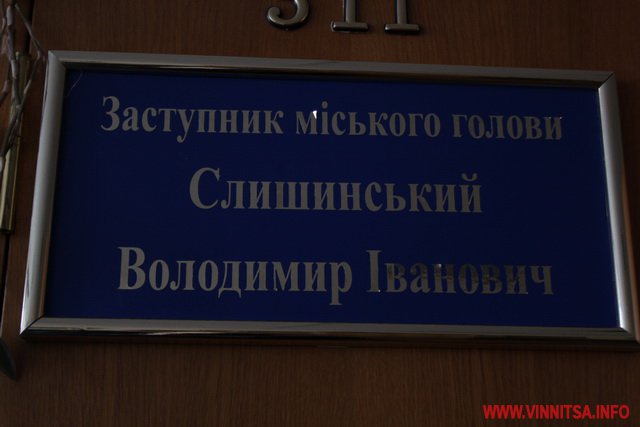 311
Заступник міського голови
Слишинський
Володимир Іванович
WWW.VINNITSA.INFO